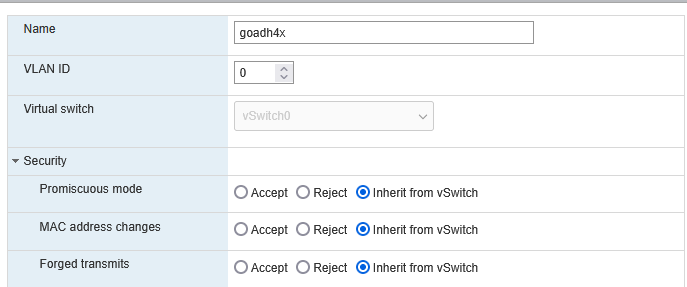 Name goadh4x
VLAN ID 0
Virtual switch vSwitch0
Security
Promiscuous mode Accept Reject Inherit from vSwitch
MAC address changes Accept Reject Inherit from vSwitch
Forged transmits Accept Reject Inherit from vSwitch